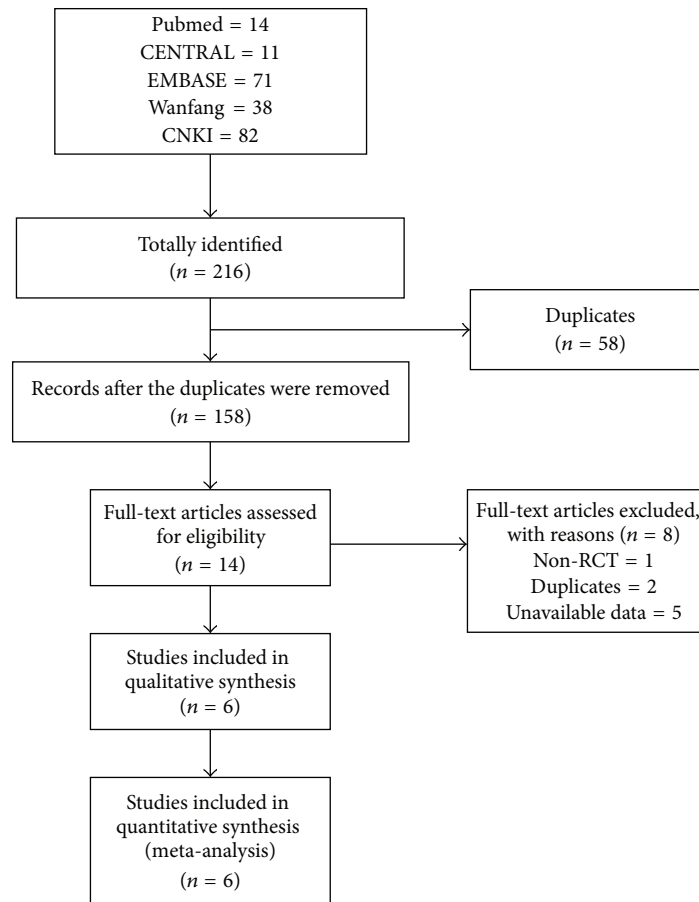 Pubmed = 14
CENTRAL = 11
EMBASE = 71
Wanfang = 38
CNKI = 82
Totally identified
(n = 216)
Duplicates
(n = 58)
Records after the duplicates were removed
(n = 158)
Full-text articles assessed
for eligibility
(n = 14)
Full-text articles excluded,
with reasons (n = 8)
Non-RCT = 1
Duplicates = 2
Unavailable data = 5
Studies included in
qualitative synthesis
(n = 6)
Studies included in
quantitative synthesis
(meta-analysis)
(n = 6)